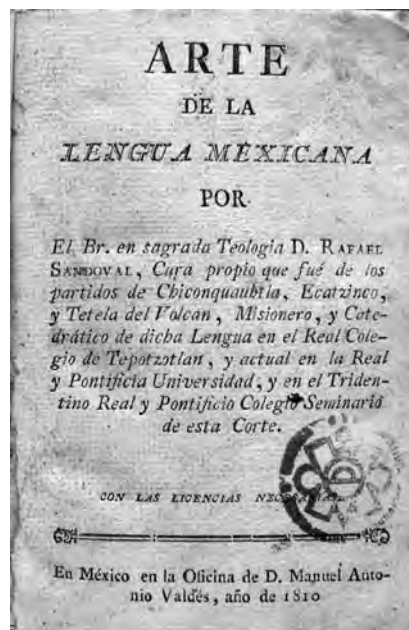 ARTE
DE LA
LENGUA MEXICANA
POR
El Br. en sagrada Teologia D. RAFAEL
SANDOVAL, Cura propio que fué de los
partidos de Chiconquauhtla, Ecatzinco,
y Tetela del Volcan, Misionero, y Cate-
drático de dicha Lengua en el Real Cole-
gio de Tepotzotlan, y actual en la Real
y Pontificia Universidad, y en el Triden-
tino Real y Pontificio Colegio Seminario
de esta Corte.
CON LAS LICENCIAS NECESARIAS.
En México en la Oficina de D. Manuel Anto-
nio Valdés, año de 1810